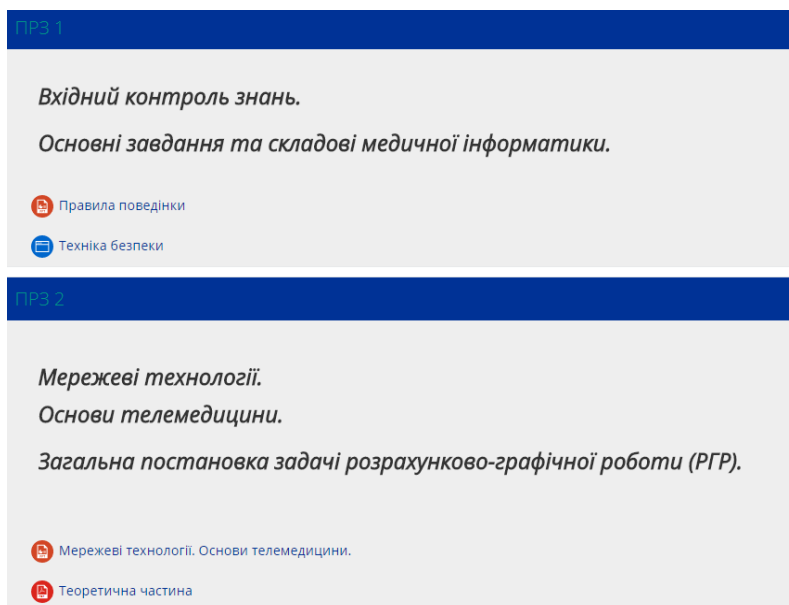 ПРЗ 1
Вхідний контроль знань.
Основні завдання та складові медичної інформатики.
Правила поведінки
Техніка безпеки
ПРЗ 2
Мережеві технології.
Основи телемедицини.
Загальна постановка задачі розрахунково-графічної роботи (РГР).
Мережеві технології. Основи телемедицини.
Теоретична частина